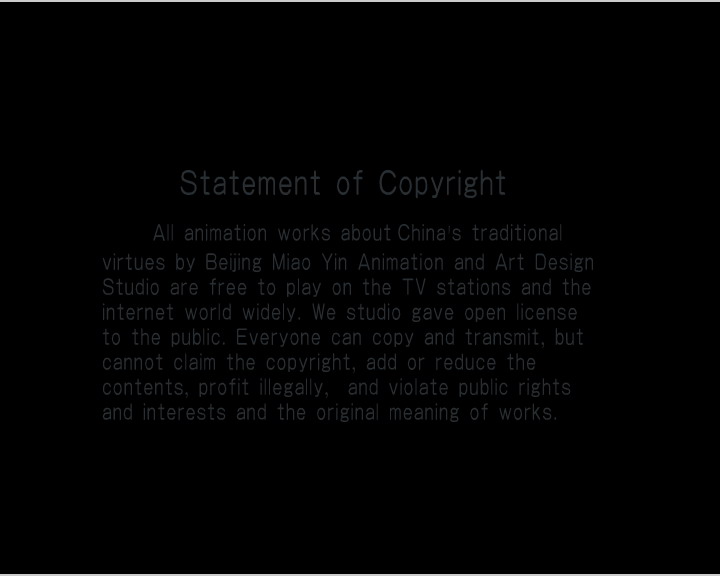 Statement of Copyright
All animation works about China's traditional
virtues by Beijing Miao Yin Animation and Art Design
Studio are free to play on the TV stations and the
internet world widely. We studio gave open license
to the public. Everyone can copy and transmit, but
cannot claim the copyright, add or reduce the
contents, profit illegally, and violate public rights
and interests and the original meaning of works.